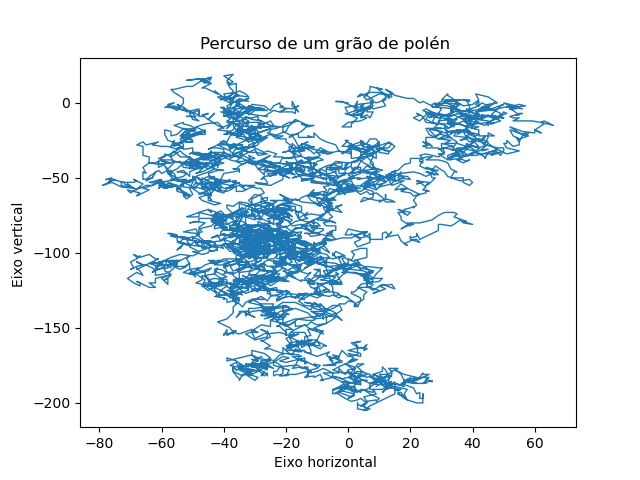 Percurso de um grão de polén
0
−50
−100
−150
−200
Eixo vertical
−80 −60 −40 −20 0 20 40 60
Eixo horizontal